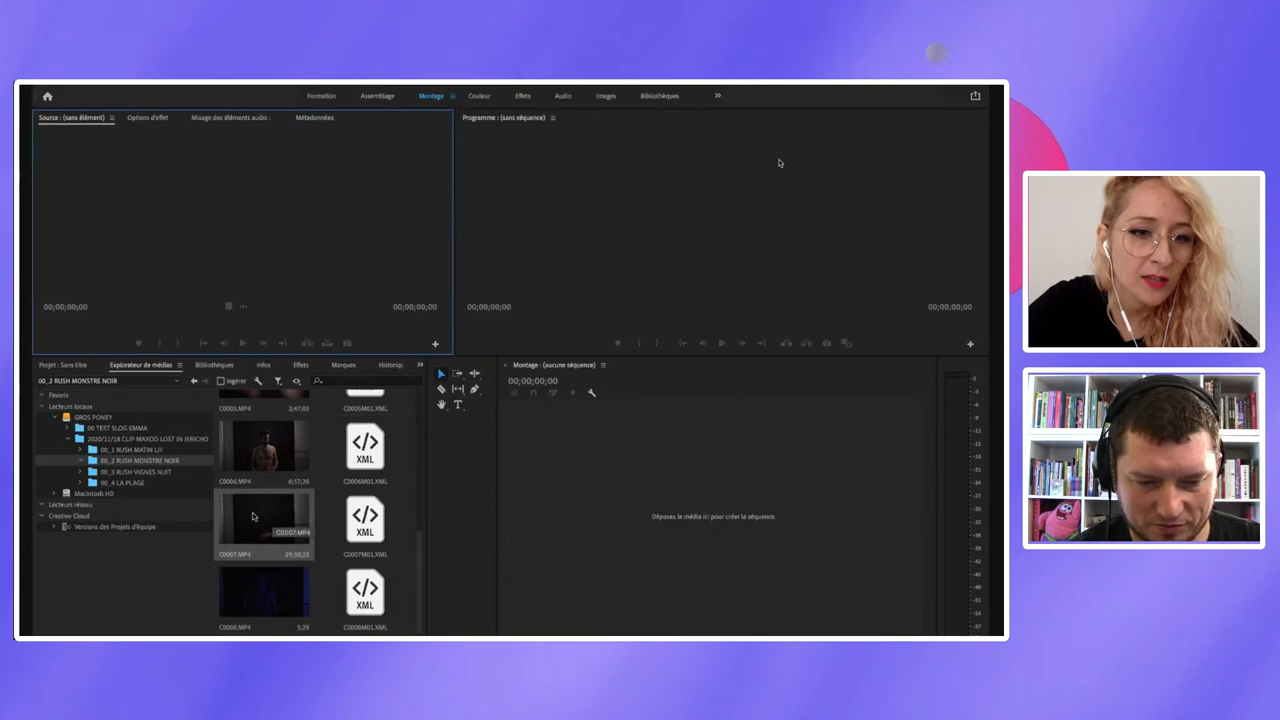 Formation Assemblage Montage Couleur Effets Audio Images Bibliothèques
Source : (sans élément) Options d'effet Mixage des éléments audio : Métadonnées
Programme : (sans séquence)
00;00;00;00 00;00;00;00
00;00;00;00 00;00;00;00
Projet : Sans titre Explorateur de médias Bibliothèques Infos Effets Marques Historiq
00_2 RUSH MONSTRE NOIR Ingérer
Favoris
Lecteurs locaux
GROS PONEY
00 TEST SLOG EMMA
2020/11/18 CLIP MAXOO LOST IN JERICHO
00_1 RUSH MATIN LIT
00_2 RUSH MONSTRE NOIR
00_3 RUSH VIGNES NUIT
00_4 LA PLAGE
Macintosh HD
Lecteurs réseau
Creative Cloud
Versions des Projets d'équipe
C0005.MP4 2;47;03 C0005M01.XML
</>
XML
C0006.MP4 6;57;26 C0006M01.XML
</>
XML
C0007.MP4
C0007.MP4 29;50;23 C0007M01.XML
</>
XML
C0008.MP4 5;29 C0008M01.XML
T
Montage : (aucune séquence)
00;00;00;00
Déposez le média ici pour créer la séquence.